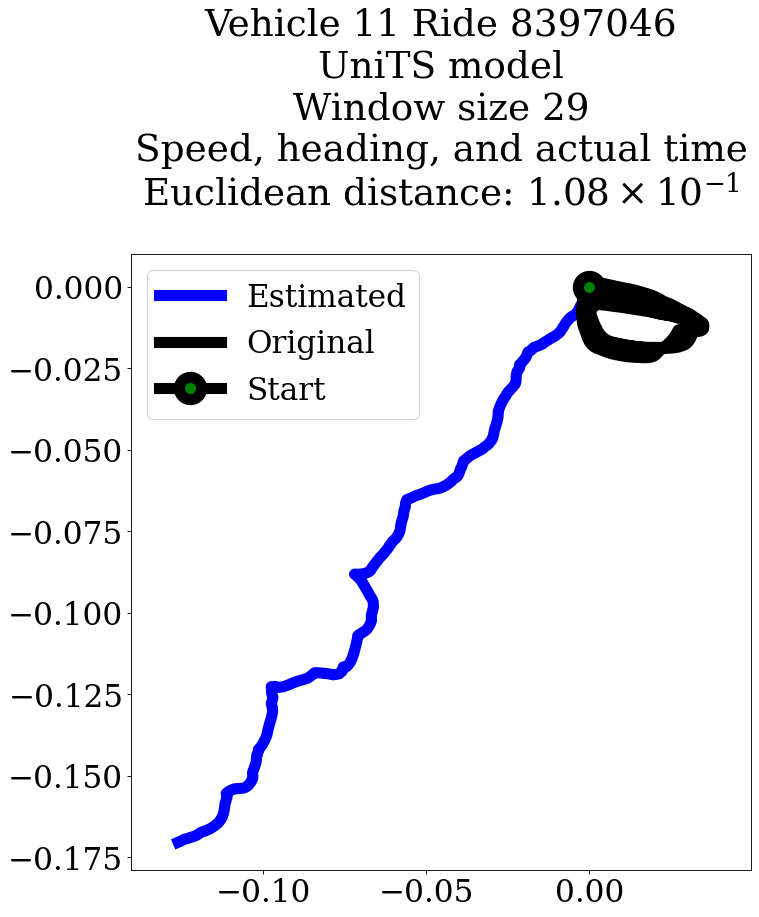 Vehicle 11 Ride 8397046
UniTS model
Window size 29
Speed, heading, and actual time
Euclidean distance: 1.08 × 10⁻¹
Estimated
Original
Start
0.000
−0.025
−0.050
−0.075
−0.100
−0.125
−0.150
−0.175
−0.10 −0.05 0.00